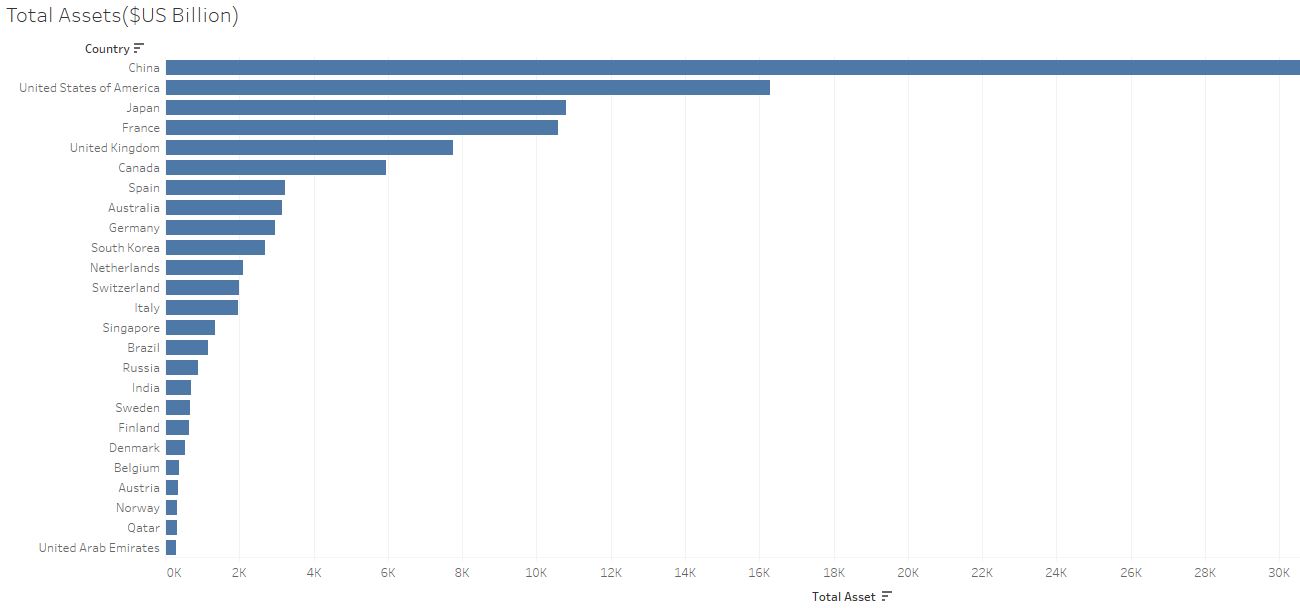 Total Assets($US Billion)
Country
China
United States of America
Japan
France
United Kingdom
Canada
Spain
Australia
Germany
South Korea
Netherlands
Switzerland
Italy
Singapore
Brazil
Russia
India
Sweden
Finland
Denmark
Belgium
Austria
Norway
Qatar
United Arab Emirates
0K 2K 4K 6K 8K 10K 12K 14K 16K 18K 20K 22K 24K 26K 28K 30K
Total Asset